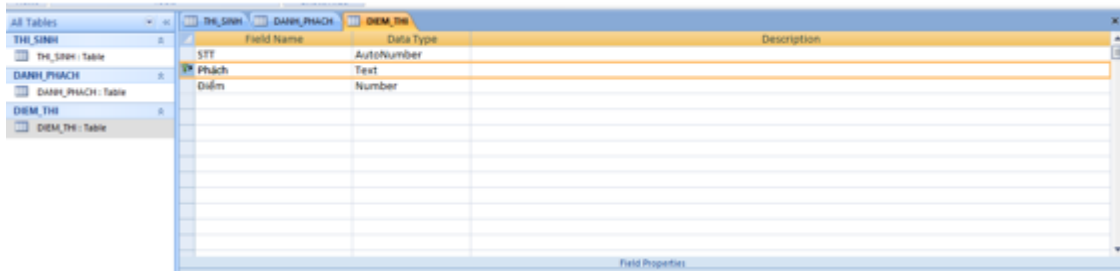 All Tables
THI_SINH
THI_SINH : Table
DANH_PHACH
DANH_PHACH : Table
DIEM_THI
DIEM_THI : Table
THI_SINH DANH_PHACH DIEM_THI
Field Name Data Type Description
STT AutoNumber
Phách Text
Điểm Number
Field Properties